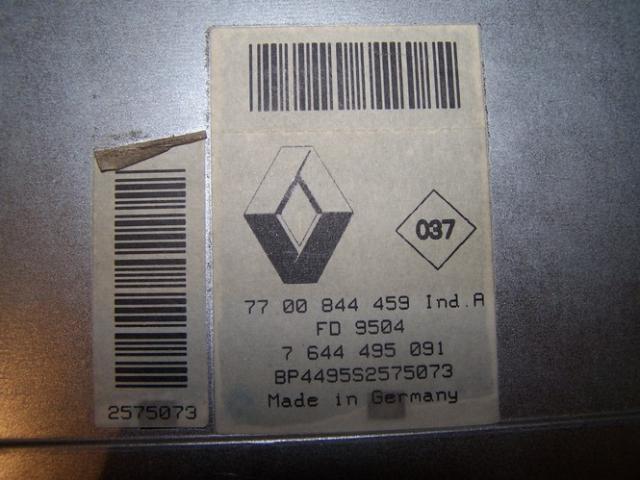 037
77 00 844 459 Ind.A
FD 9504
7 644 495 091
BP4495S2575073
Made in Germany
2575073